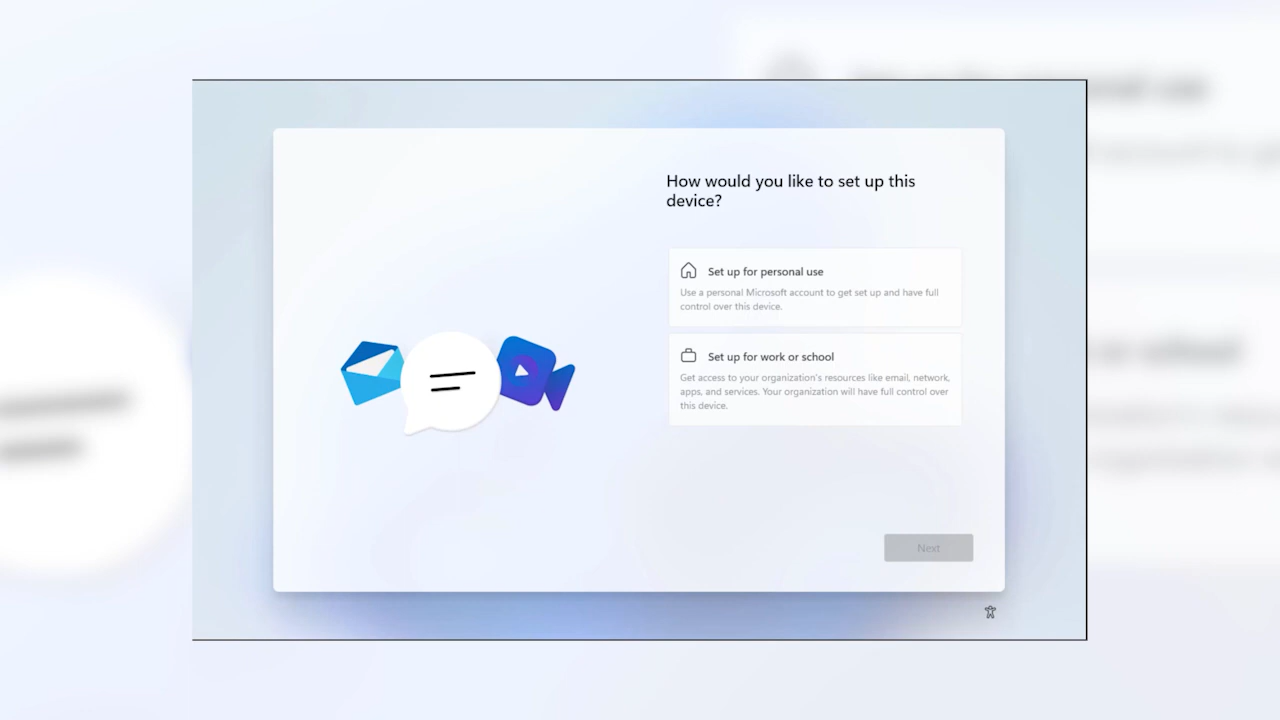 How would you like to set up this
device?
Set up for personal use
Use a personal Microsoft account to get set up and have full
control over this device.
Set up for work or school
Get access to your organization's resources like email, network,
apps, and services. Your organization will have full control over
this device.
Next